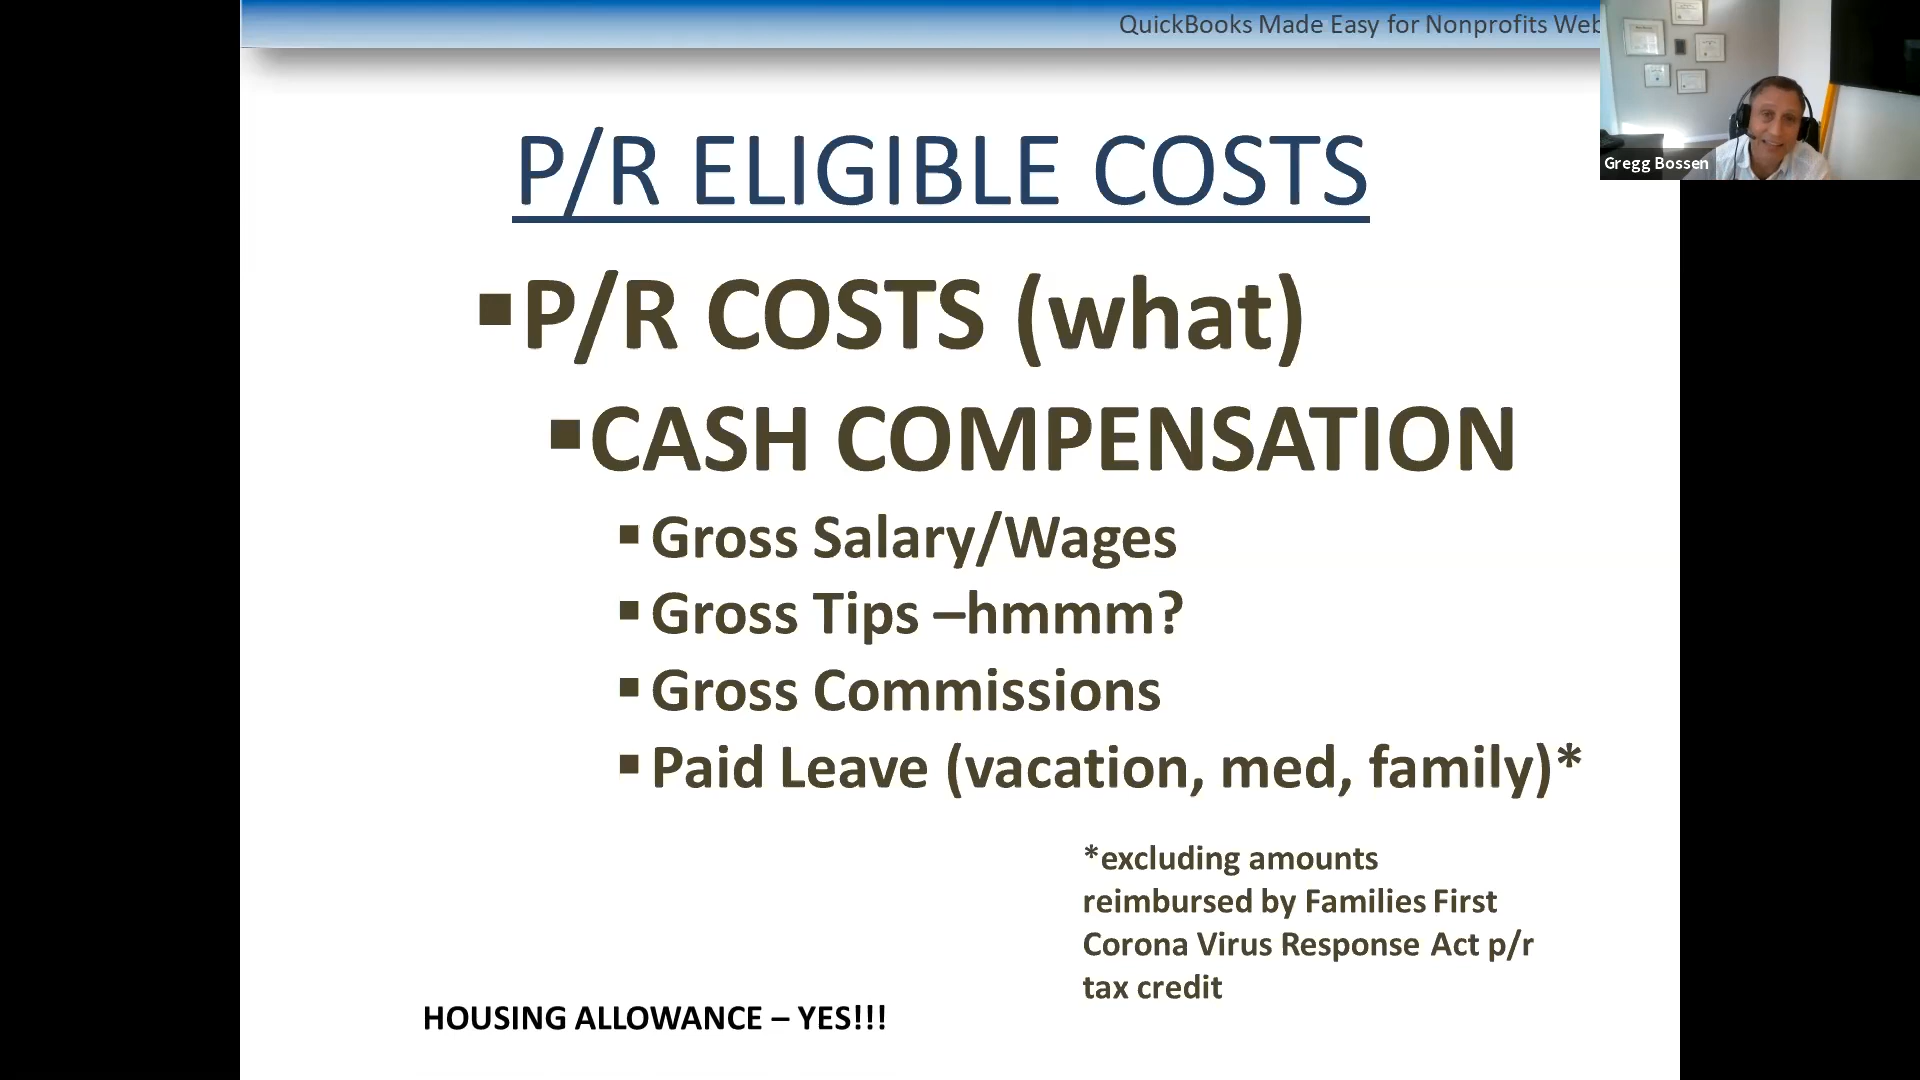 QuickBooks Made Easy for Nonprofits
Gregg Bossen
P/R ELIGIBLE COSTS
▪P/R COSTS (what)
▪CASH COMPENSATION
▪Gross Salary/Wages
▪Gross Tips –hmmm?
▪Gross Commissions
▪Paid Leave (vacation, med, family)*
*excluding amounts
reimbursed by Families First
Corona Virus Response Act p/r
tax credit
HOUSING ALLOWANCE – YES!!!